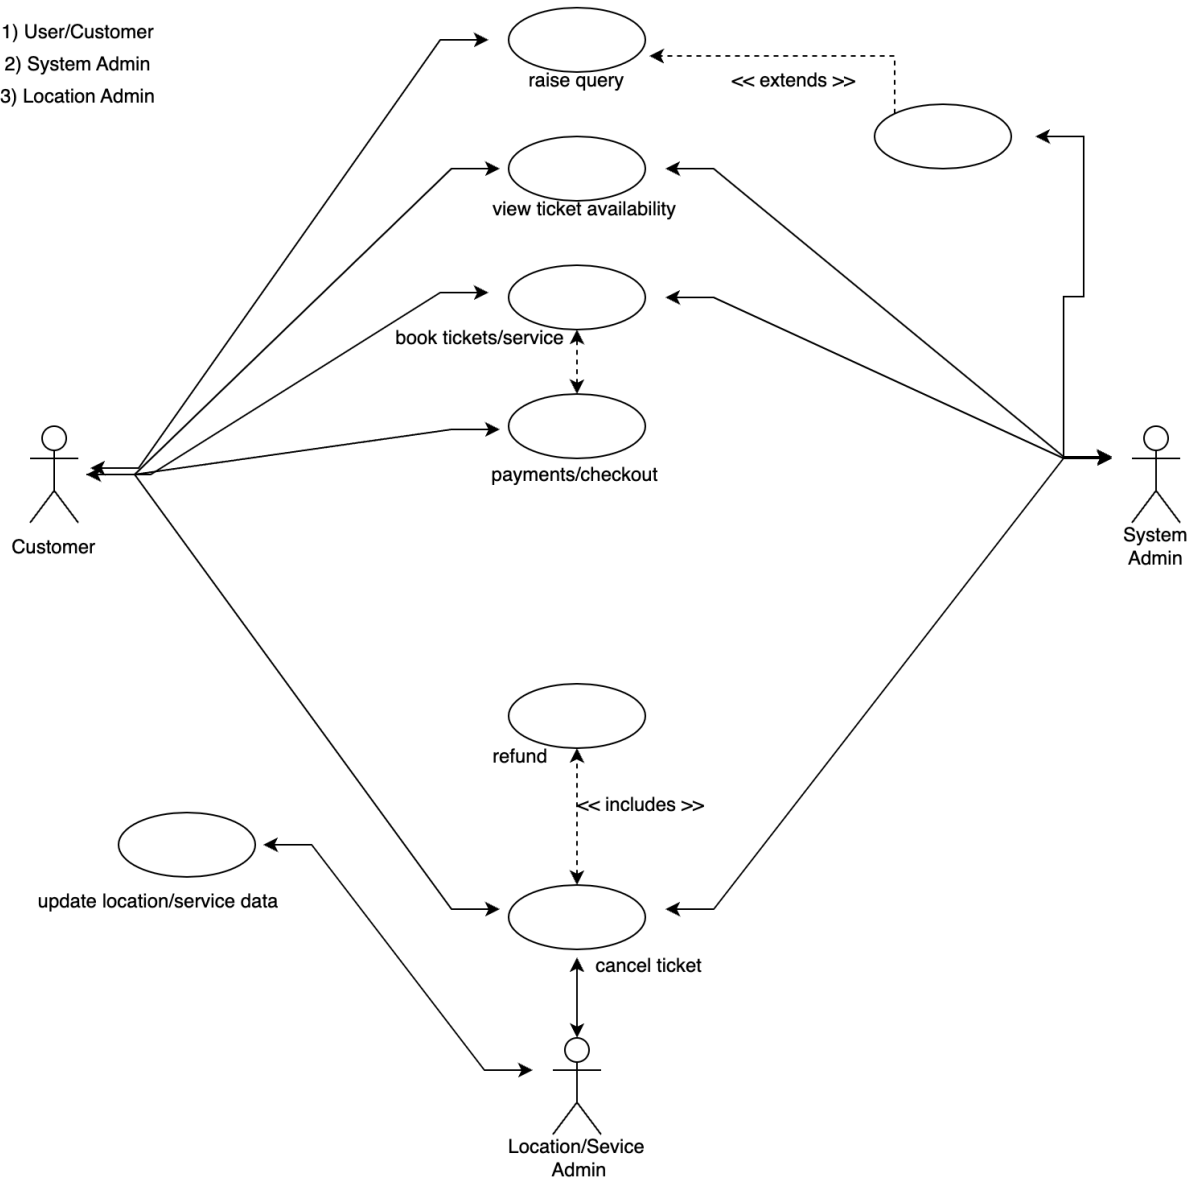 1) User/Customer
2) System Admin
3) Location Admin
raise query
<< extends >>
view ticket availability
book tickets/service
payments/checkout
Customer
System
Admin
refund
<< includes >>
update location/service data
cancel ticket
Location/Sevice
Admin